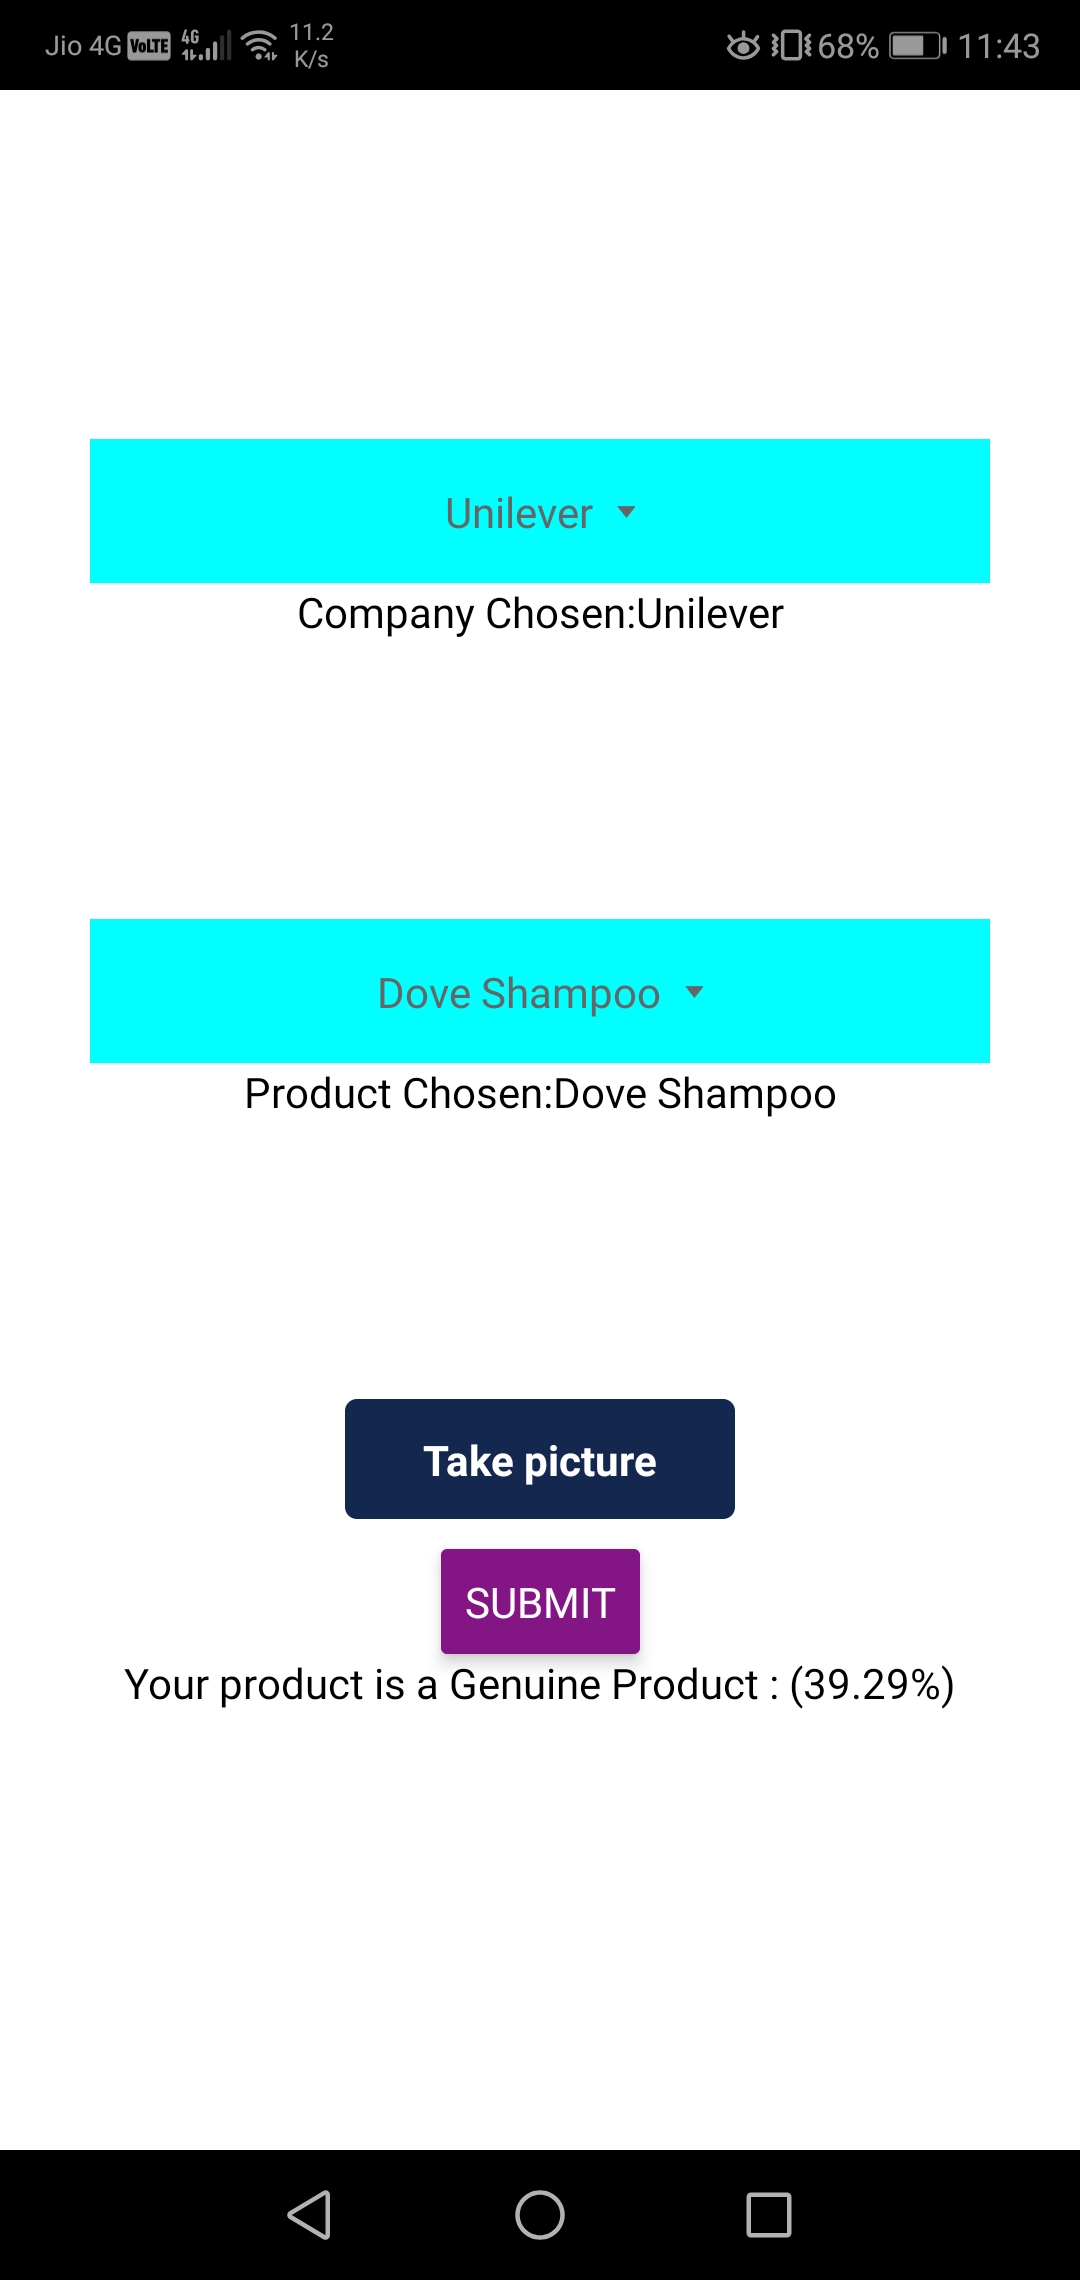 Jio 4G VoLTE 4G 11.2 K/s 68% 11:43
Unilever
Company Chosen:Unilever
Dove Shampoo
Product Chosen:Dove Shampoo
Take picture
SUBMIT
Your product is a Genuine Product : (39.29%)